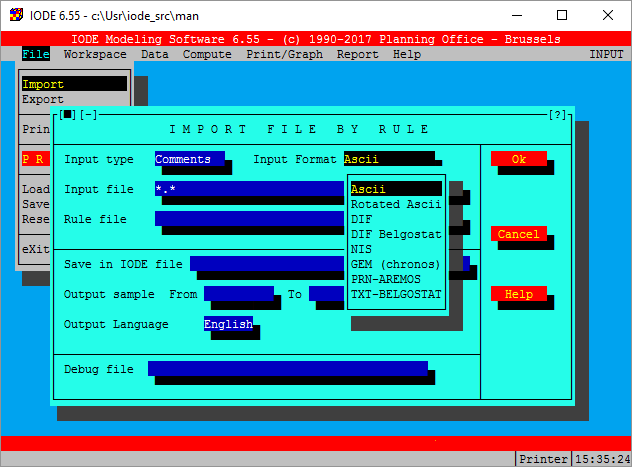 IODE 6.55 - c:\Usr\iode_src\man
IODE Modeling Software 6.55 - (c) 1990-2017 Planning Office - Brussels
File Workspace Data Compute Print/Graph Report Help INPUT
Import
Export
Prin
P R
Load
Save
Rese
eXit
[■][-] [?]
I M P O R T F I L E B Y R U L E
Input type Comments Input Format Ascii
Input file *.*
Rule file
Save in IODE file
Output sample From To
Output Language English
Debug file
Ascii
Rotated Ascii
DIF
DIF Belgostat
NIS
GEM (chronos)
PRN-AREMOS
TXT-BELGOSTAT
Ok
Cancel
Help
Printer 15:35:24